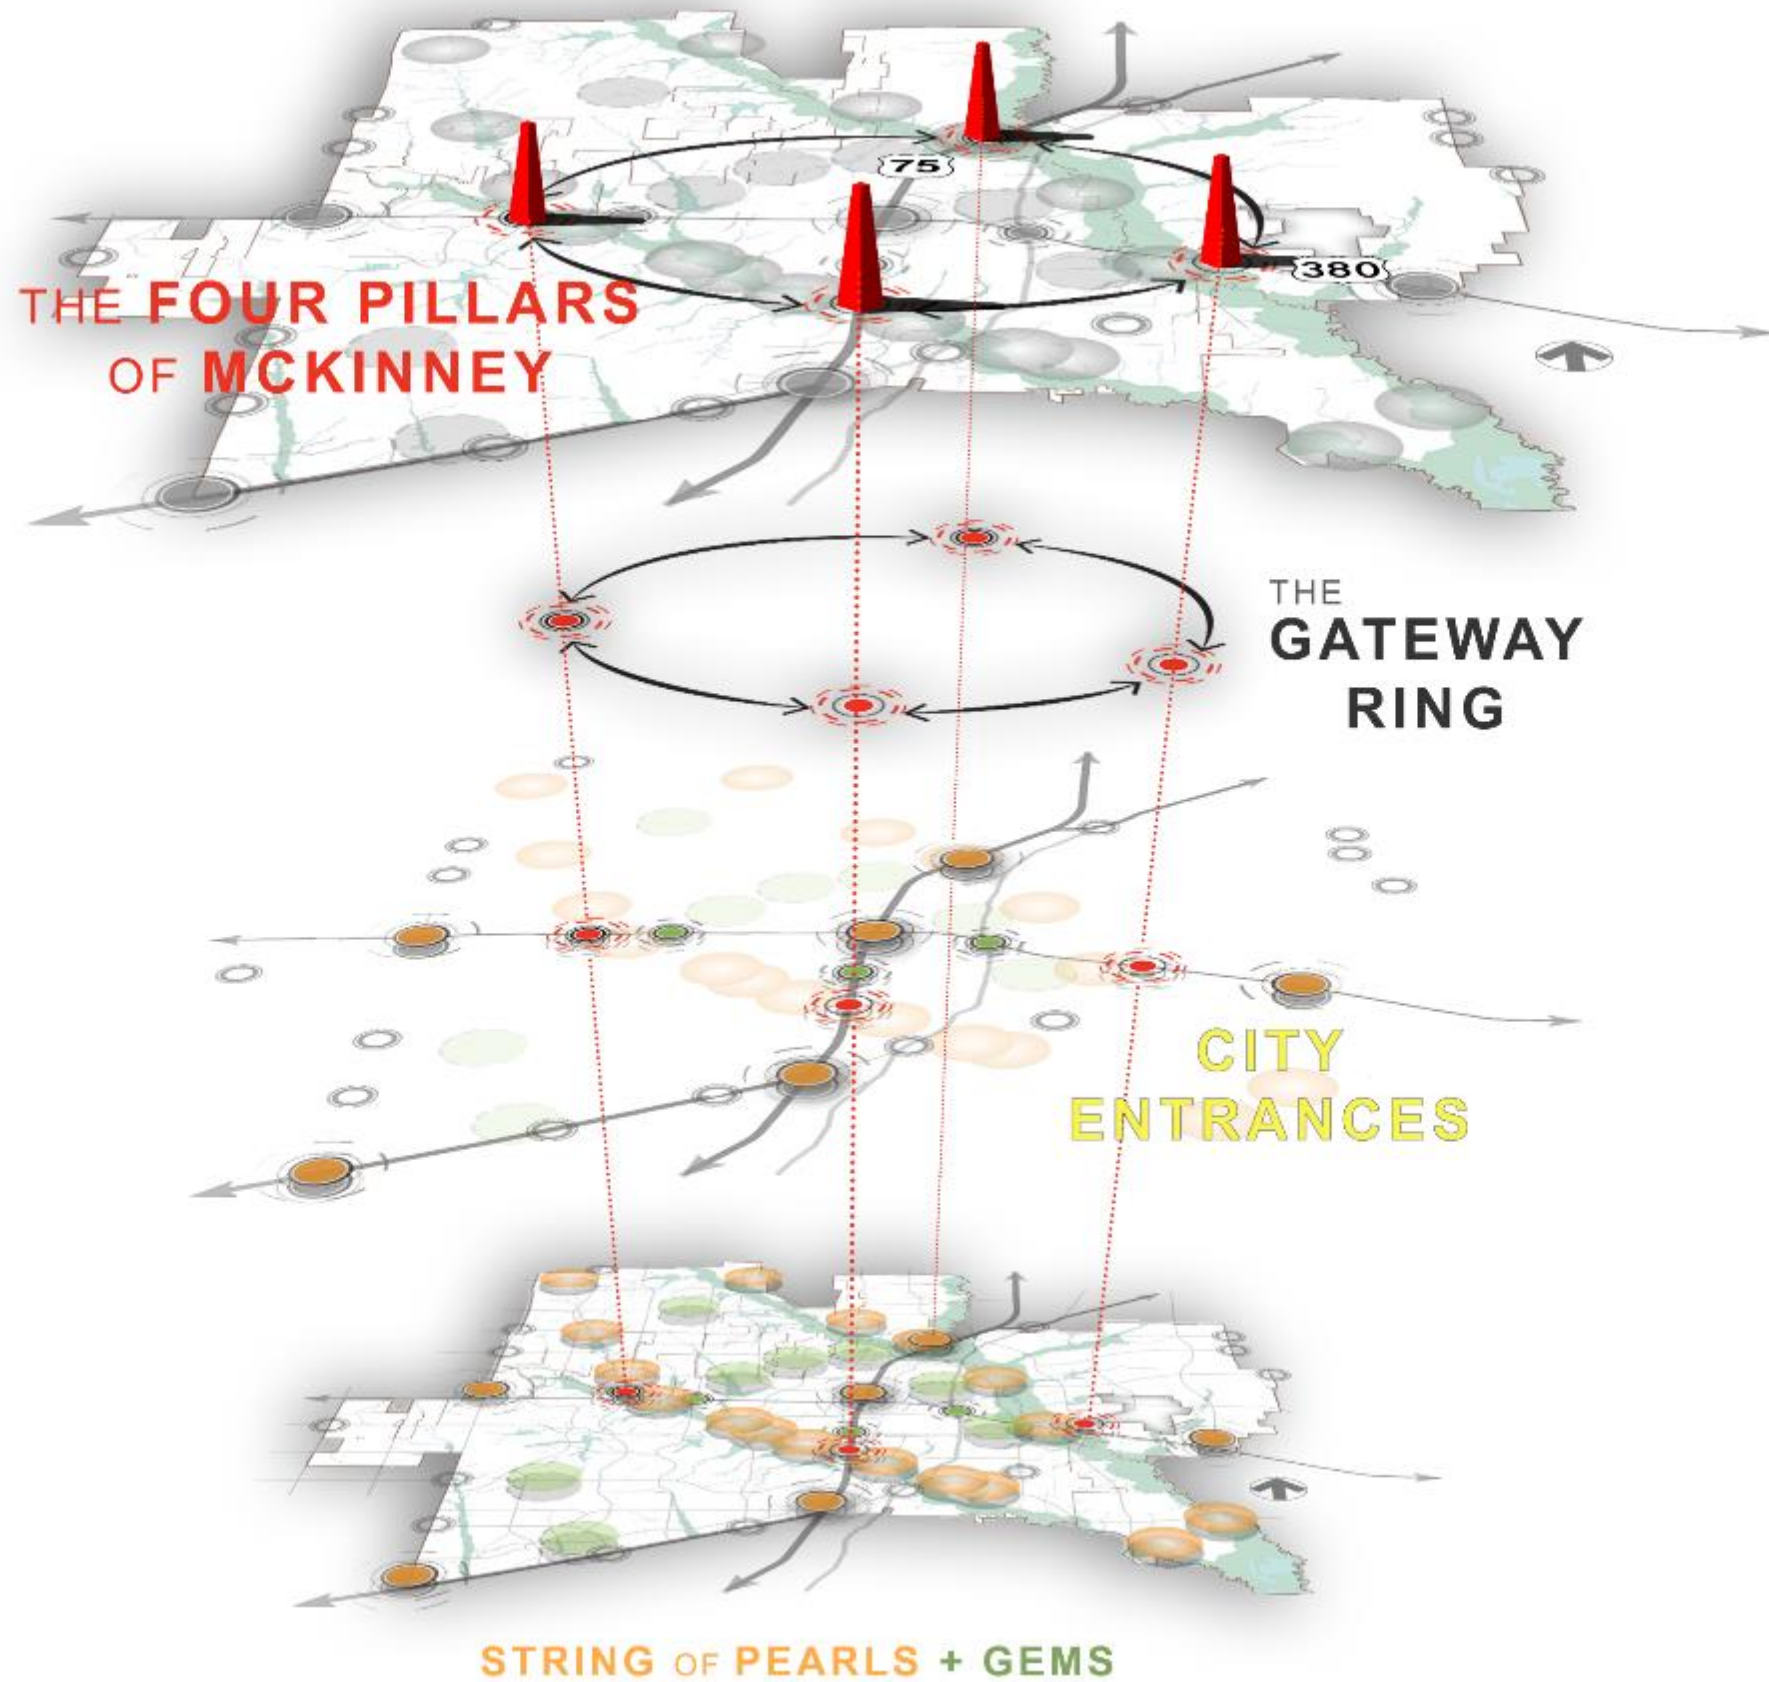 75
380
THE FOUR PILLARS
OF MCKINNEY
THE
GATEWAY
RING
CITY
ENTRANCES
STRING OF PEARLS + GEMS